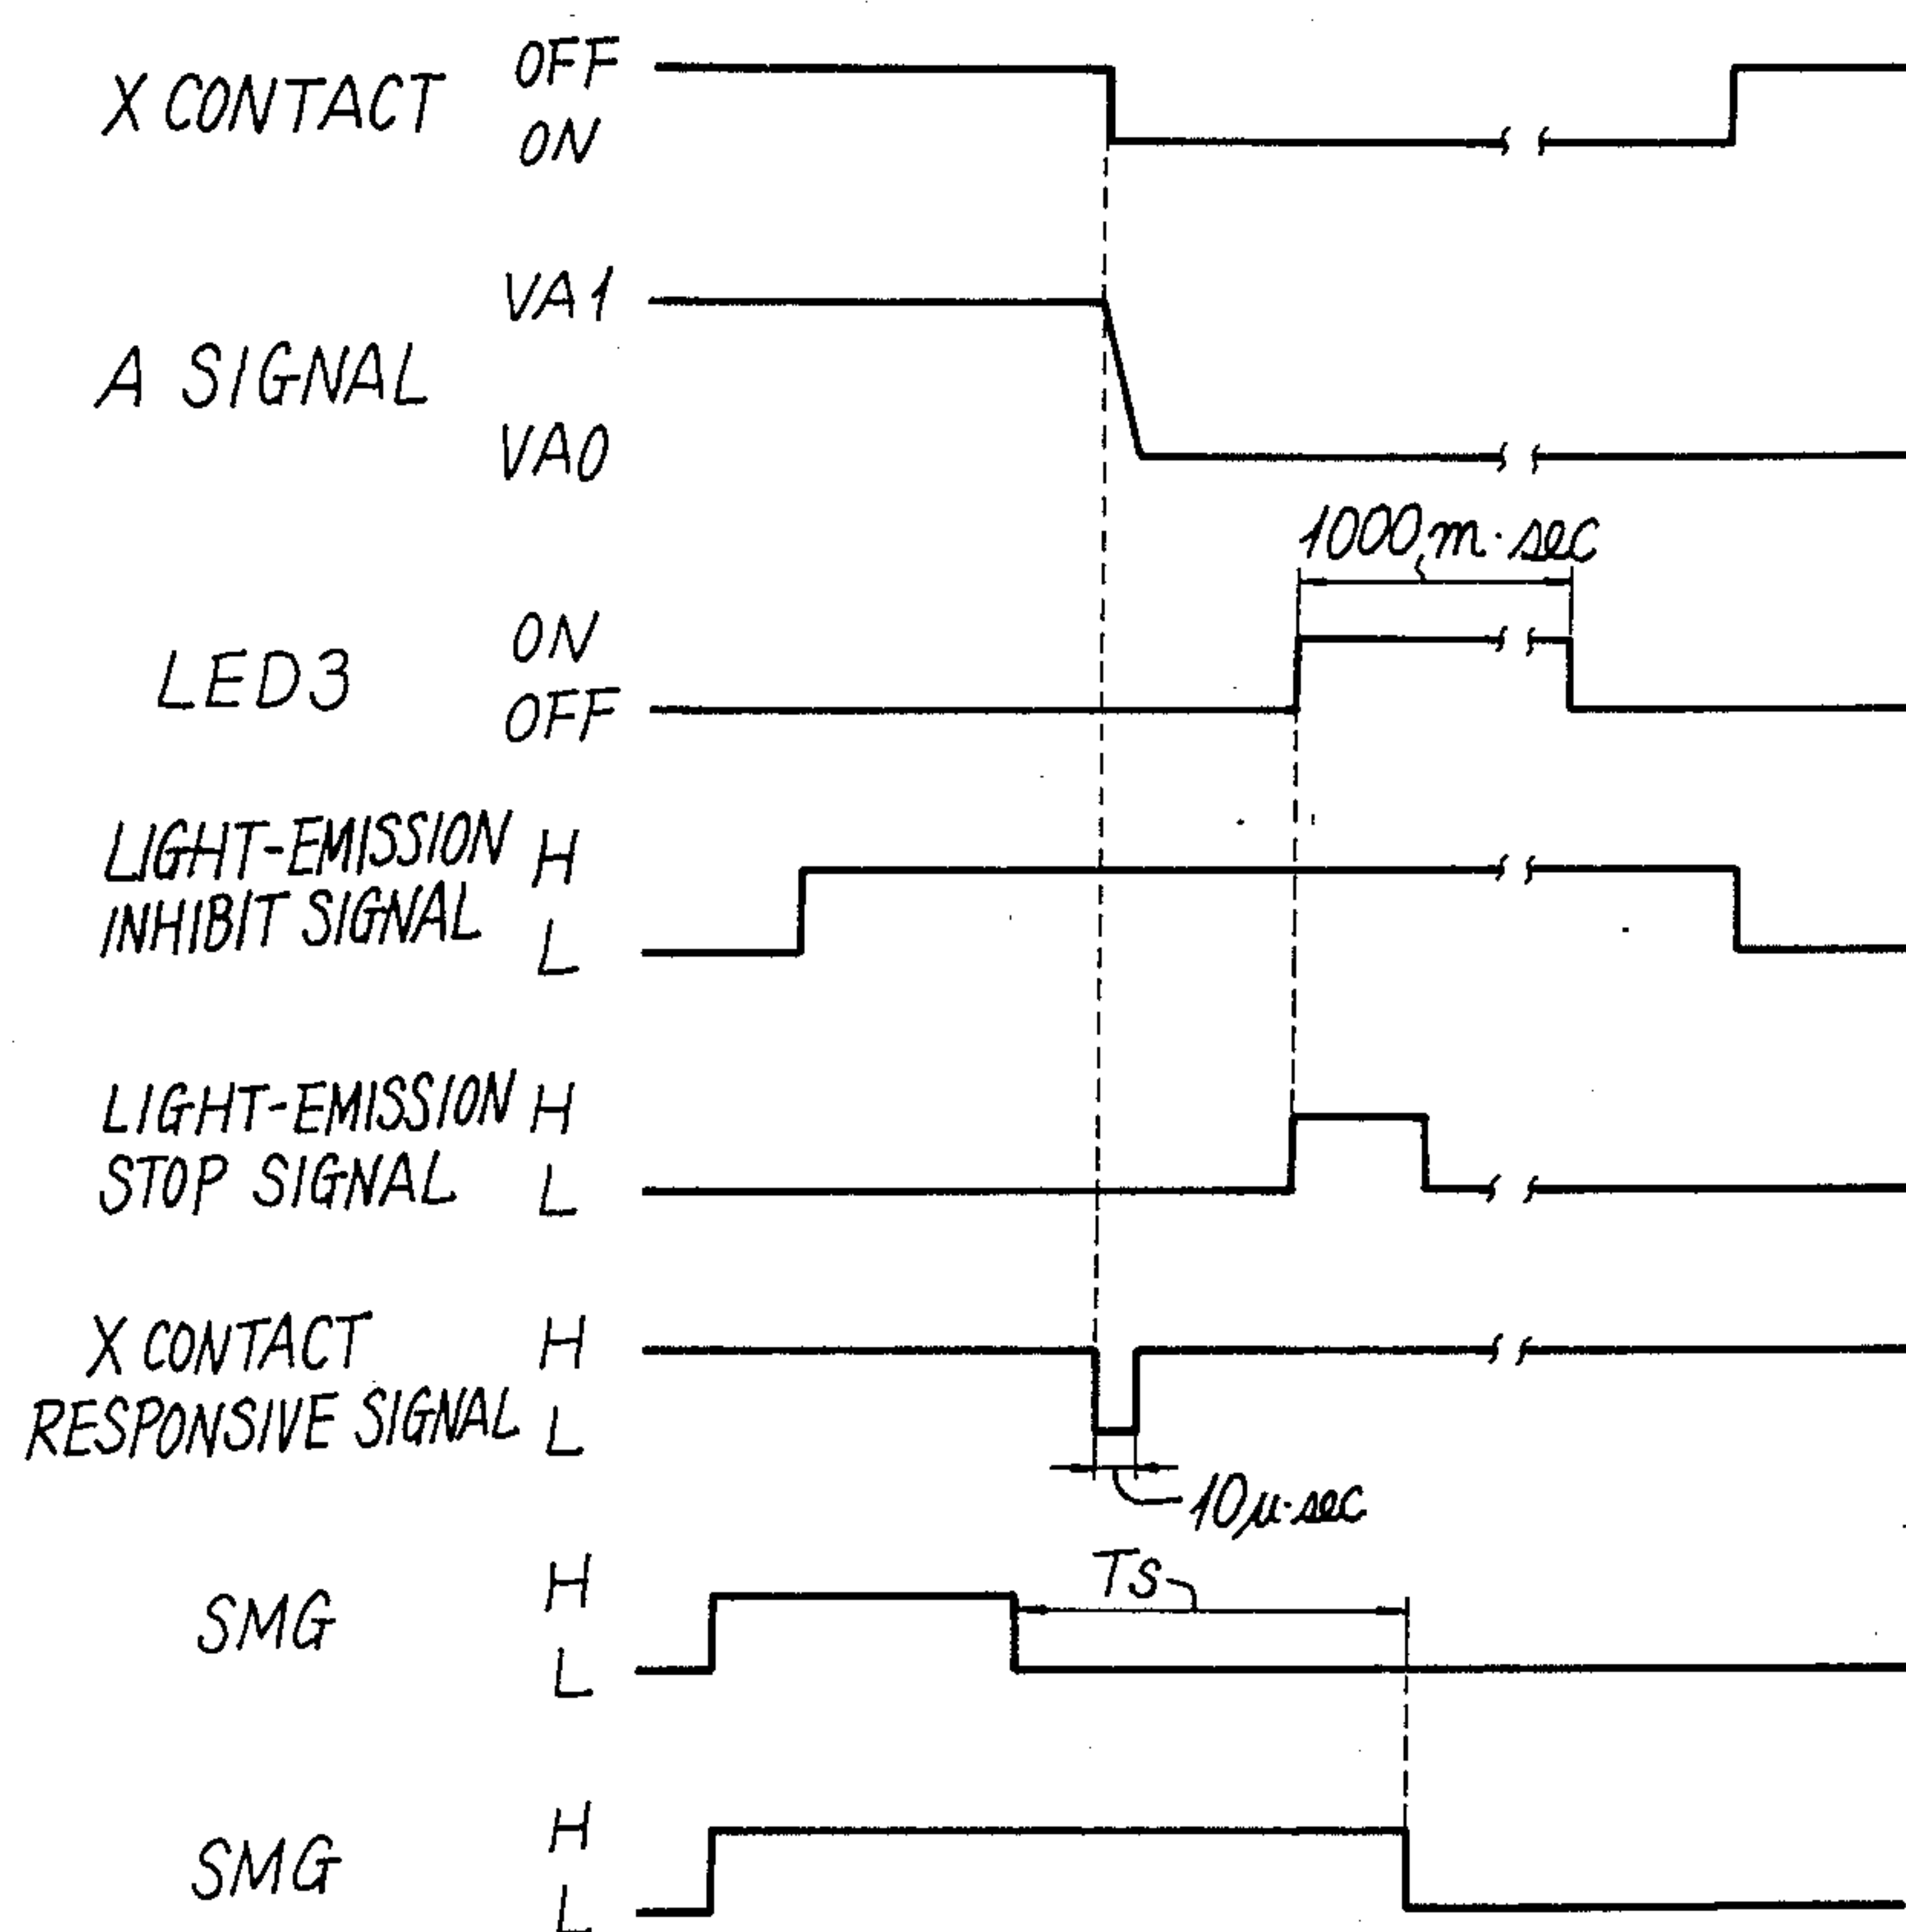 X CONTACT
OFF
ON
A SIGNAL
VA1
VA0
1000 m·sec
LED3
ON
OFF
LIGHT-EMISSION
INHIBIT SIGNAL
H
L
LIGHT-EMISSION
STOP SIGNAL
H
L
X CONTACT
RESPONSIVE SIGNAL
H
L
10μ·sec
SMG
H
L
Ts
SMG
H
L